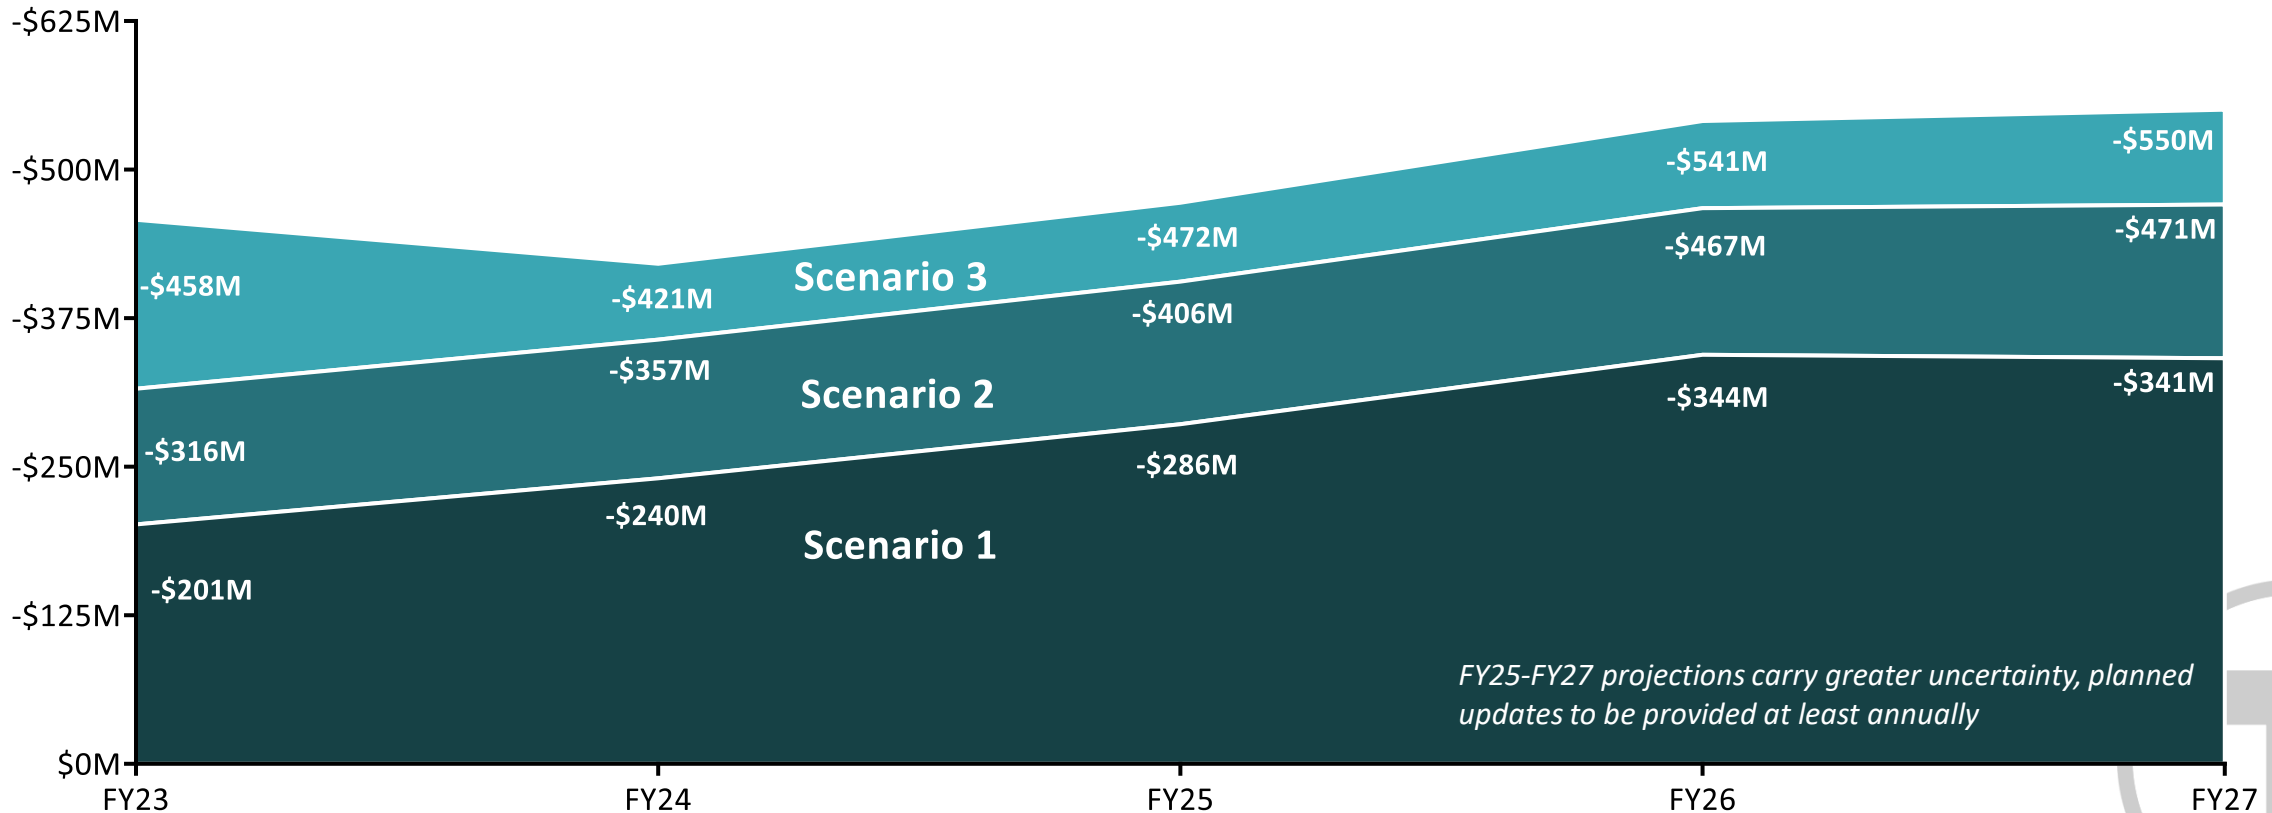 -$625M
-$500M
-$375M
-$250M
-$125M
$0M
-$458M
-$421M
-$472M
-$541M
-$550M
Scenario 3
-$316M
-$357M
-$406M
-$467M
-$471M
Scenario 2
-$201M
-$240M
-$286M
-$344M
-$341M
Scenario 1
FY25-FY27 projections carry greater uncertainty, planned
updates to be provided at least annually
FY23
FY24
FY25
FY26
FY27